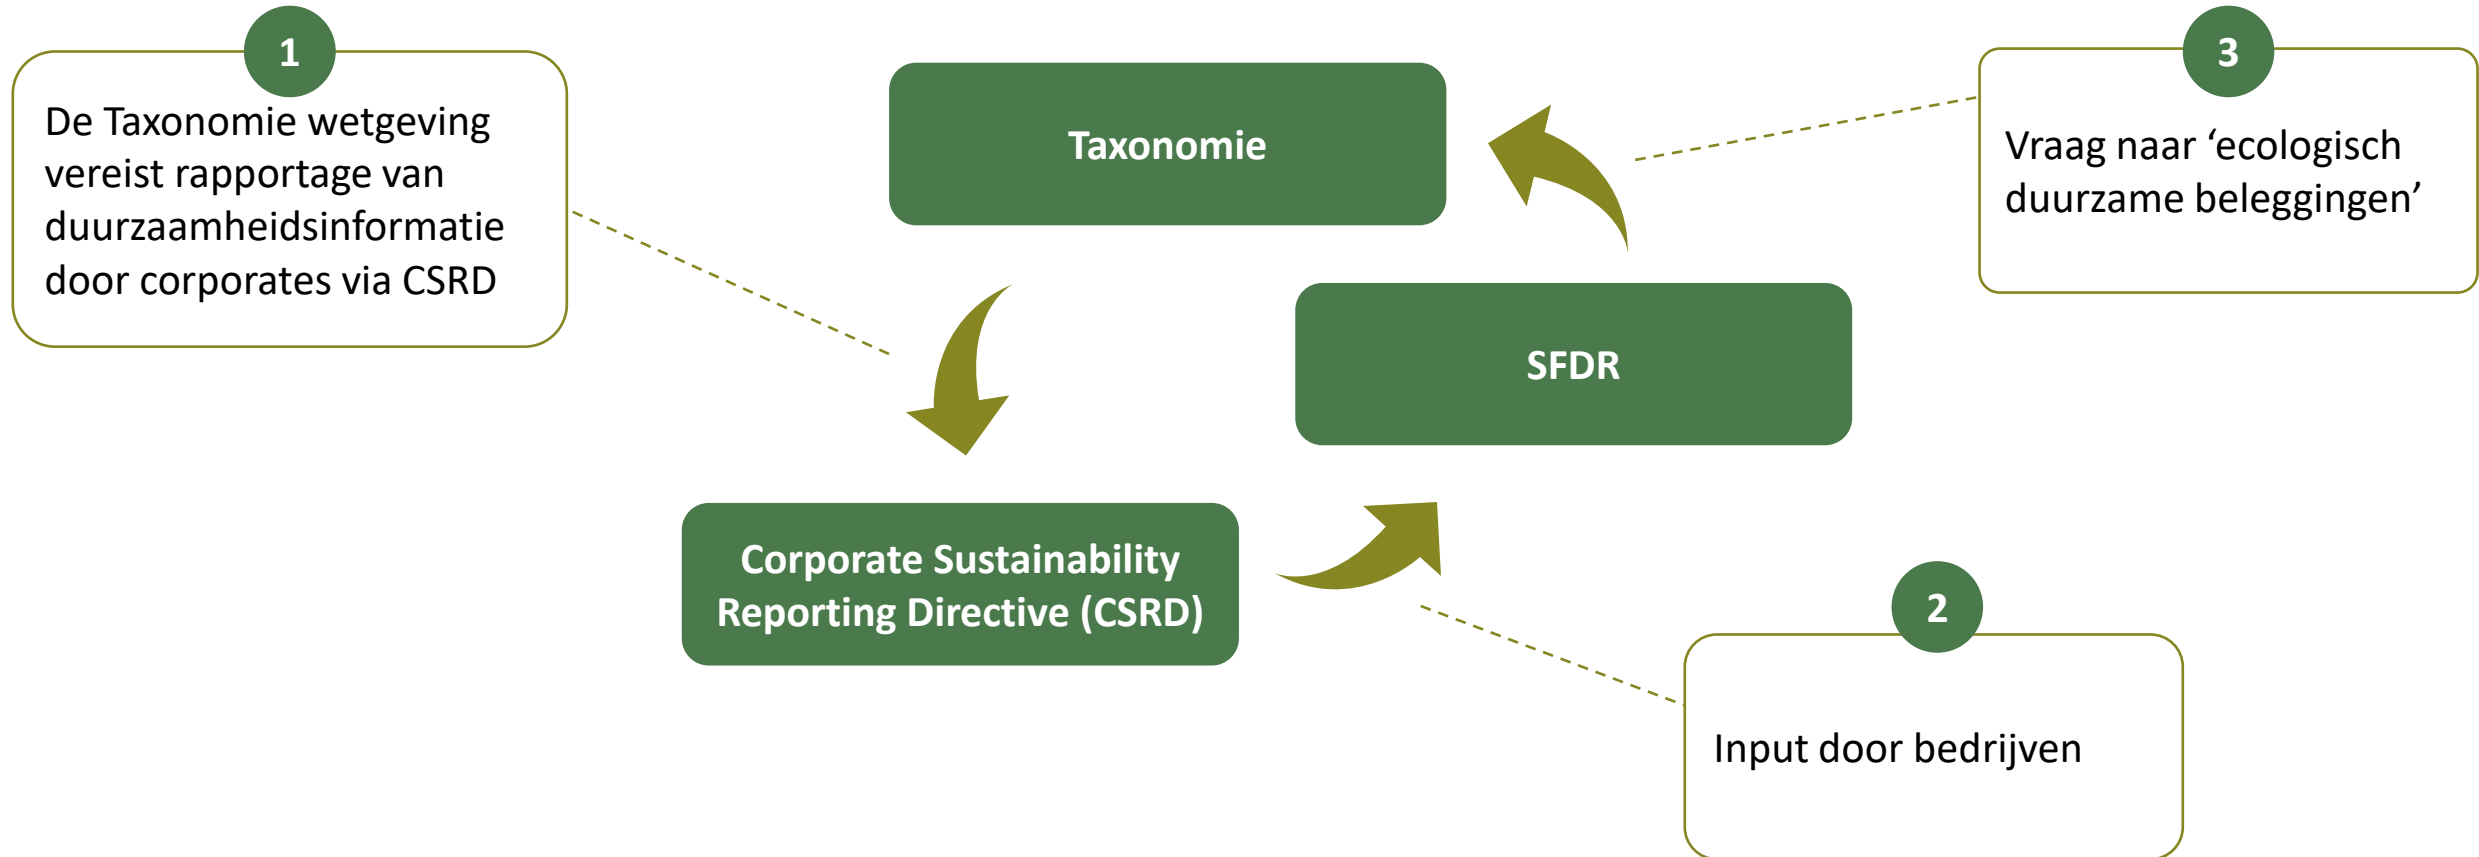 1
De Taxonomie wetgeving
vereist rapportage van
duurzaamheidsinformatie
door corporates via CSRD
Taxonomie
3
Vraag naar ‘ecologisch
duurzame beleggingen’
SFDR
Corporate Sustainability
Reporting Directive (CSRD)
2
Input door bedrijven